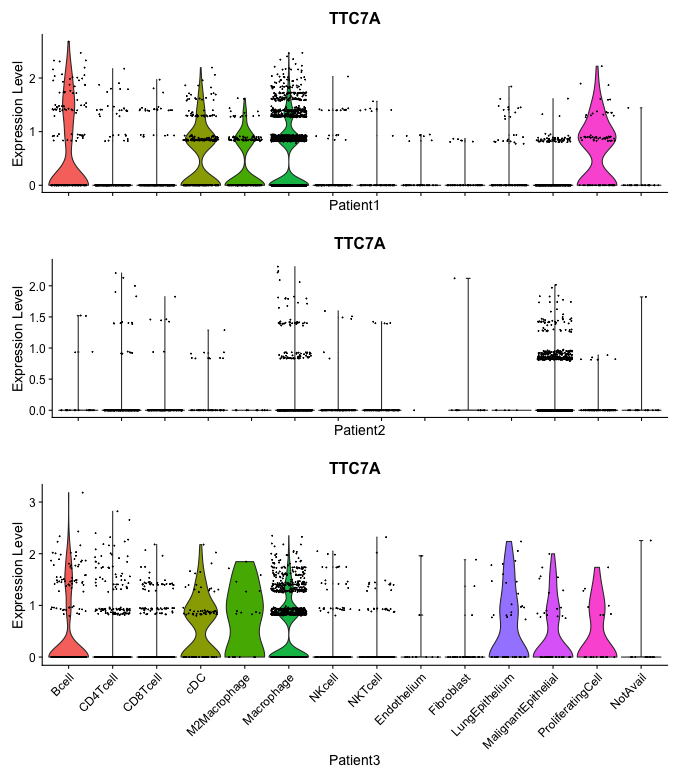 TTC7A
Expression Level
2
1
0
Patient1
TTC7A
Expression Level
2.0
1.5
1.0
0.5
0.0
Patient2
TTC7A
Expression Level
3
2
1
0
Bcell
CD4Tcell
CD8Tcell
cDC
M2Macrophage
Macrophage
NKcell
NKTcell
Endothelium
Fibroblast
LungEpithelium
MalignantEpithelial
ProliferatingCell
NotAvail
Patient3